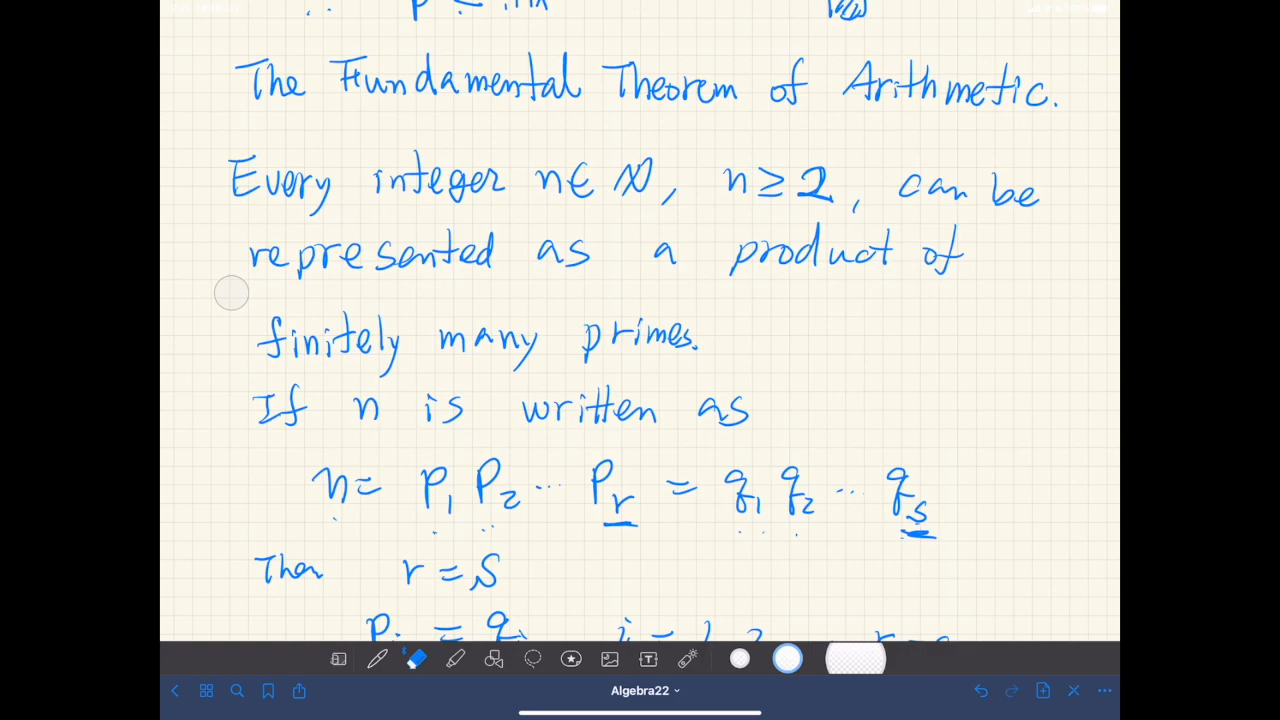 The Fundamental Theorem of Arithmetic.
Every integer n∈ ℕ, n ≥ 2, can be
represented as a product of
finitely many primes.
If n is written as
n= p₁ p₂ ... pᵣ = q₁ q₂ ... qₛ
Then r = s
Algebra22